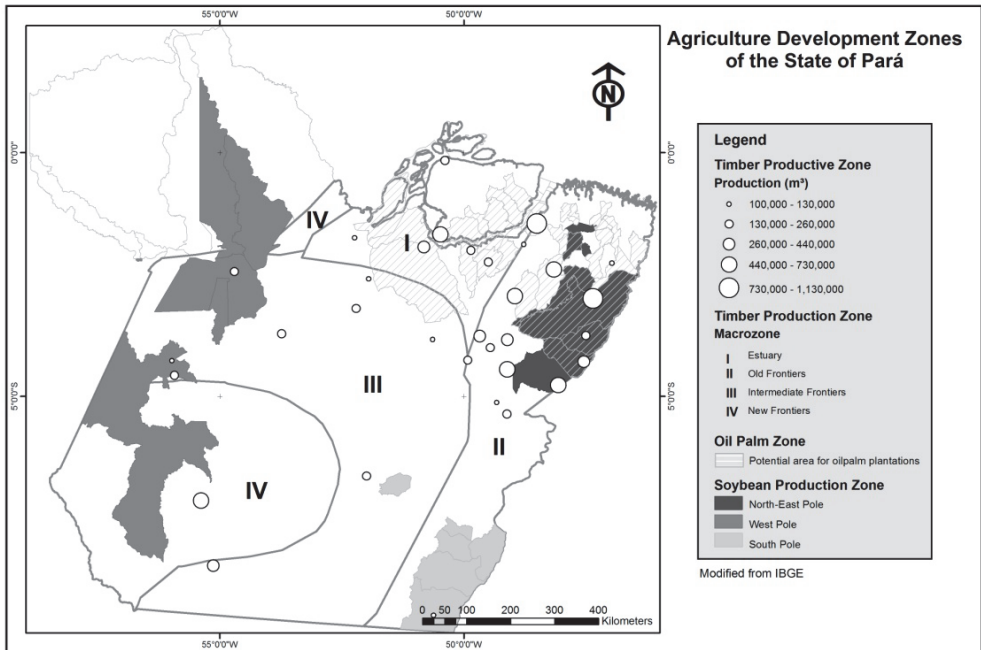 55°0'0"W
50°0'0"W
Agriculture Development Zones
of the State of Pará
N
0°0'0"
5°0'0"S
0°0'0"
5°0'0"S
IV
I
III
II
IV
0 50 100 200 300 400
Kilometers
55°0'0"W
50°0'0"W
Legend
Timber Productive Zone
Production (m³)
100,000 - 130,000
130,000 - 260,000
260,000 - 440,000
440,000 - 730,000
730,000 - 1,130,000
Timber Production Zone
Macrozone
I Estuary
II Old Frontiers
III Intermediate Frontiers
IV New Frontiers
Oil Palm Zone
Potential area for oilpalm plantations
Soybean Production Zone
North-East Pole
West Pole
South Pole
Modified from IBGE